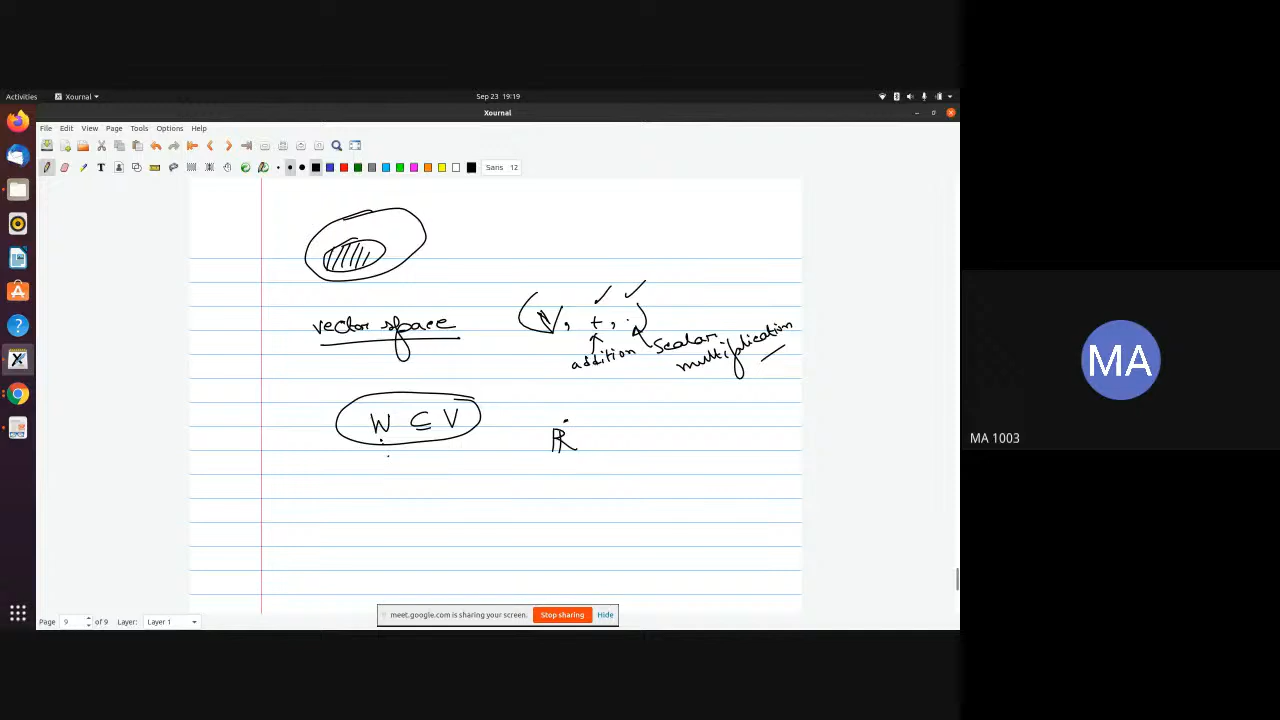 Activities
Xournal
Sep 23 19:19
Xournal
File Edit View Page Tools Options Help
T
Sans 12
vector space
(V, + , .)
addition
scalar multiplication
W ⊆ V
ℝ
MA
MA 1003
meet.google.com is sharing your screen. Stop sharing Hide
Page 9 of 9 Layer: Layer 1